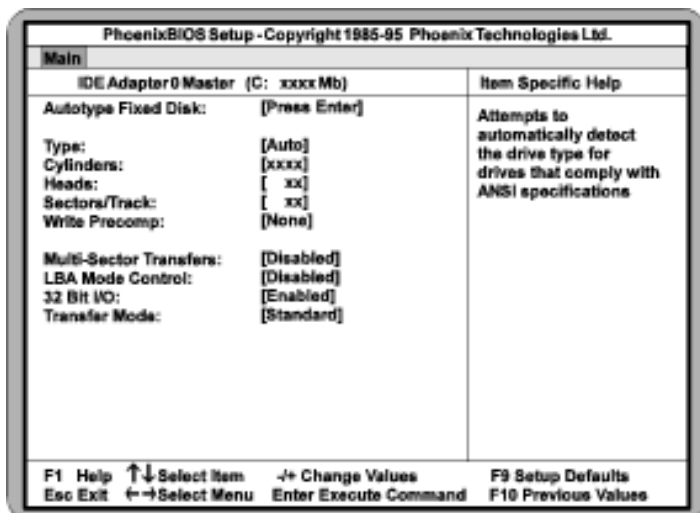 PhoenixBIOS Setup - Copyright 1985-95 Phoenix Technologies Ltd.
Main
IDE Adapter 0 Master (C: xxxx Mb)
Item Specific Help
Autotype Fixed Disk: [Press Enter]
Type: [Auto]
Cylinders: [xxxx]
Heads: [ xx]
Sectors/Track: [ xx]
Write Precomp: [None]
Multi-Sector Transfers: [Disabled]
LBA Mode Control: [Disabled]
32 Bit I/O: [Enabled]
Transfer Mode: [Standard]
Attempts to
automatically detect
the drive type for
drives that comply with
ANSI specifications
F1 Help ↑↓Select Item -/+ Change Values F9 Setup Defaults
Esc Exit ←→Select Menu Enter Execute Command F10 Previous Values